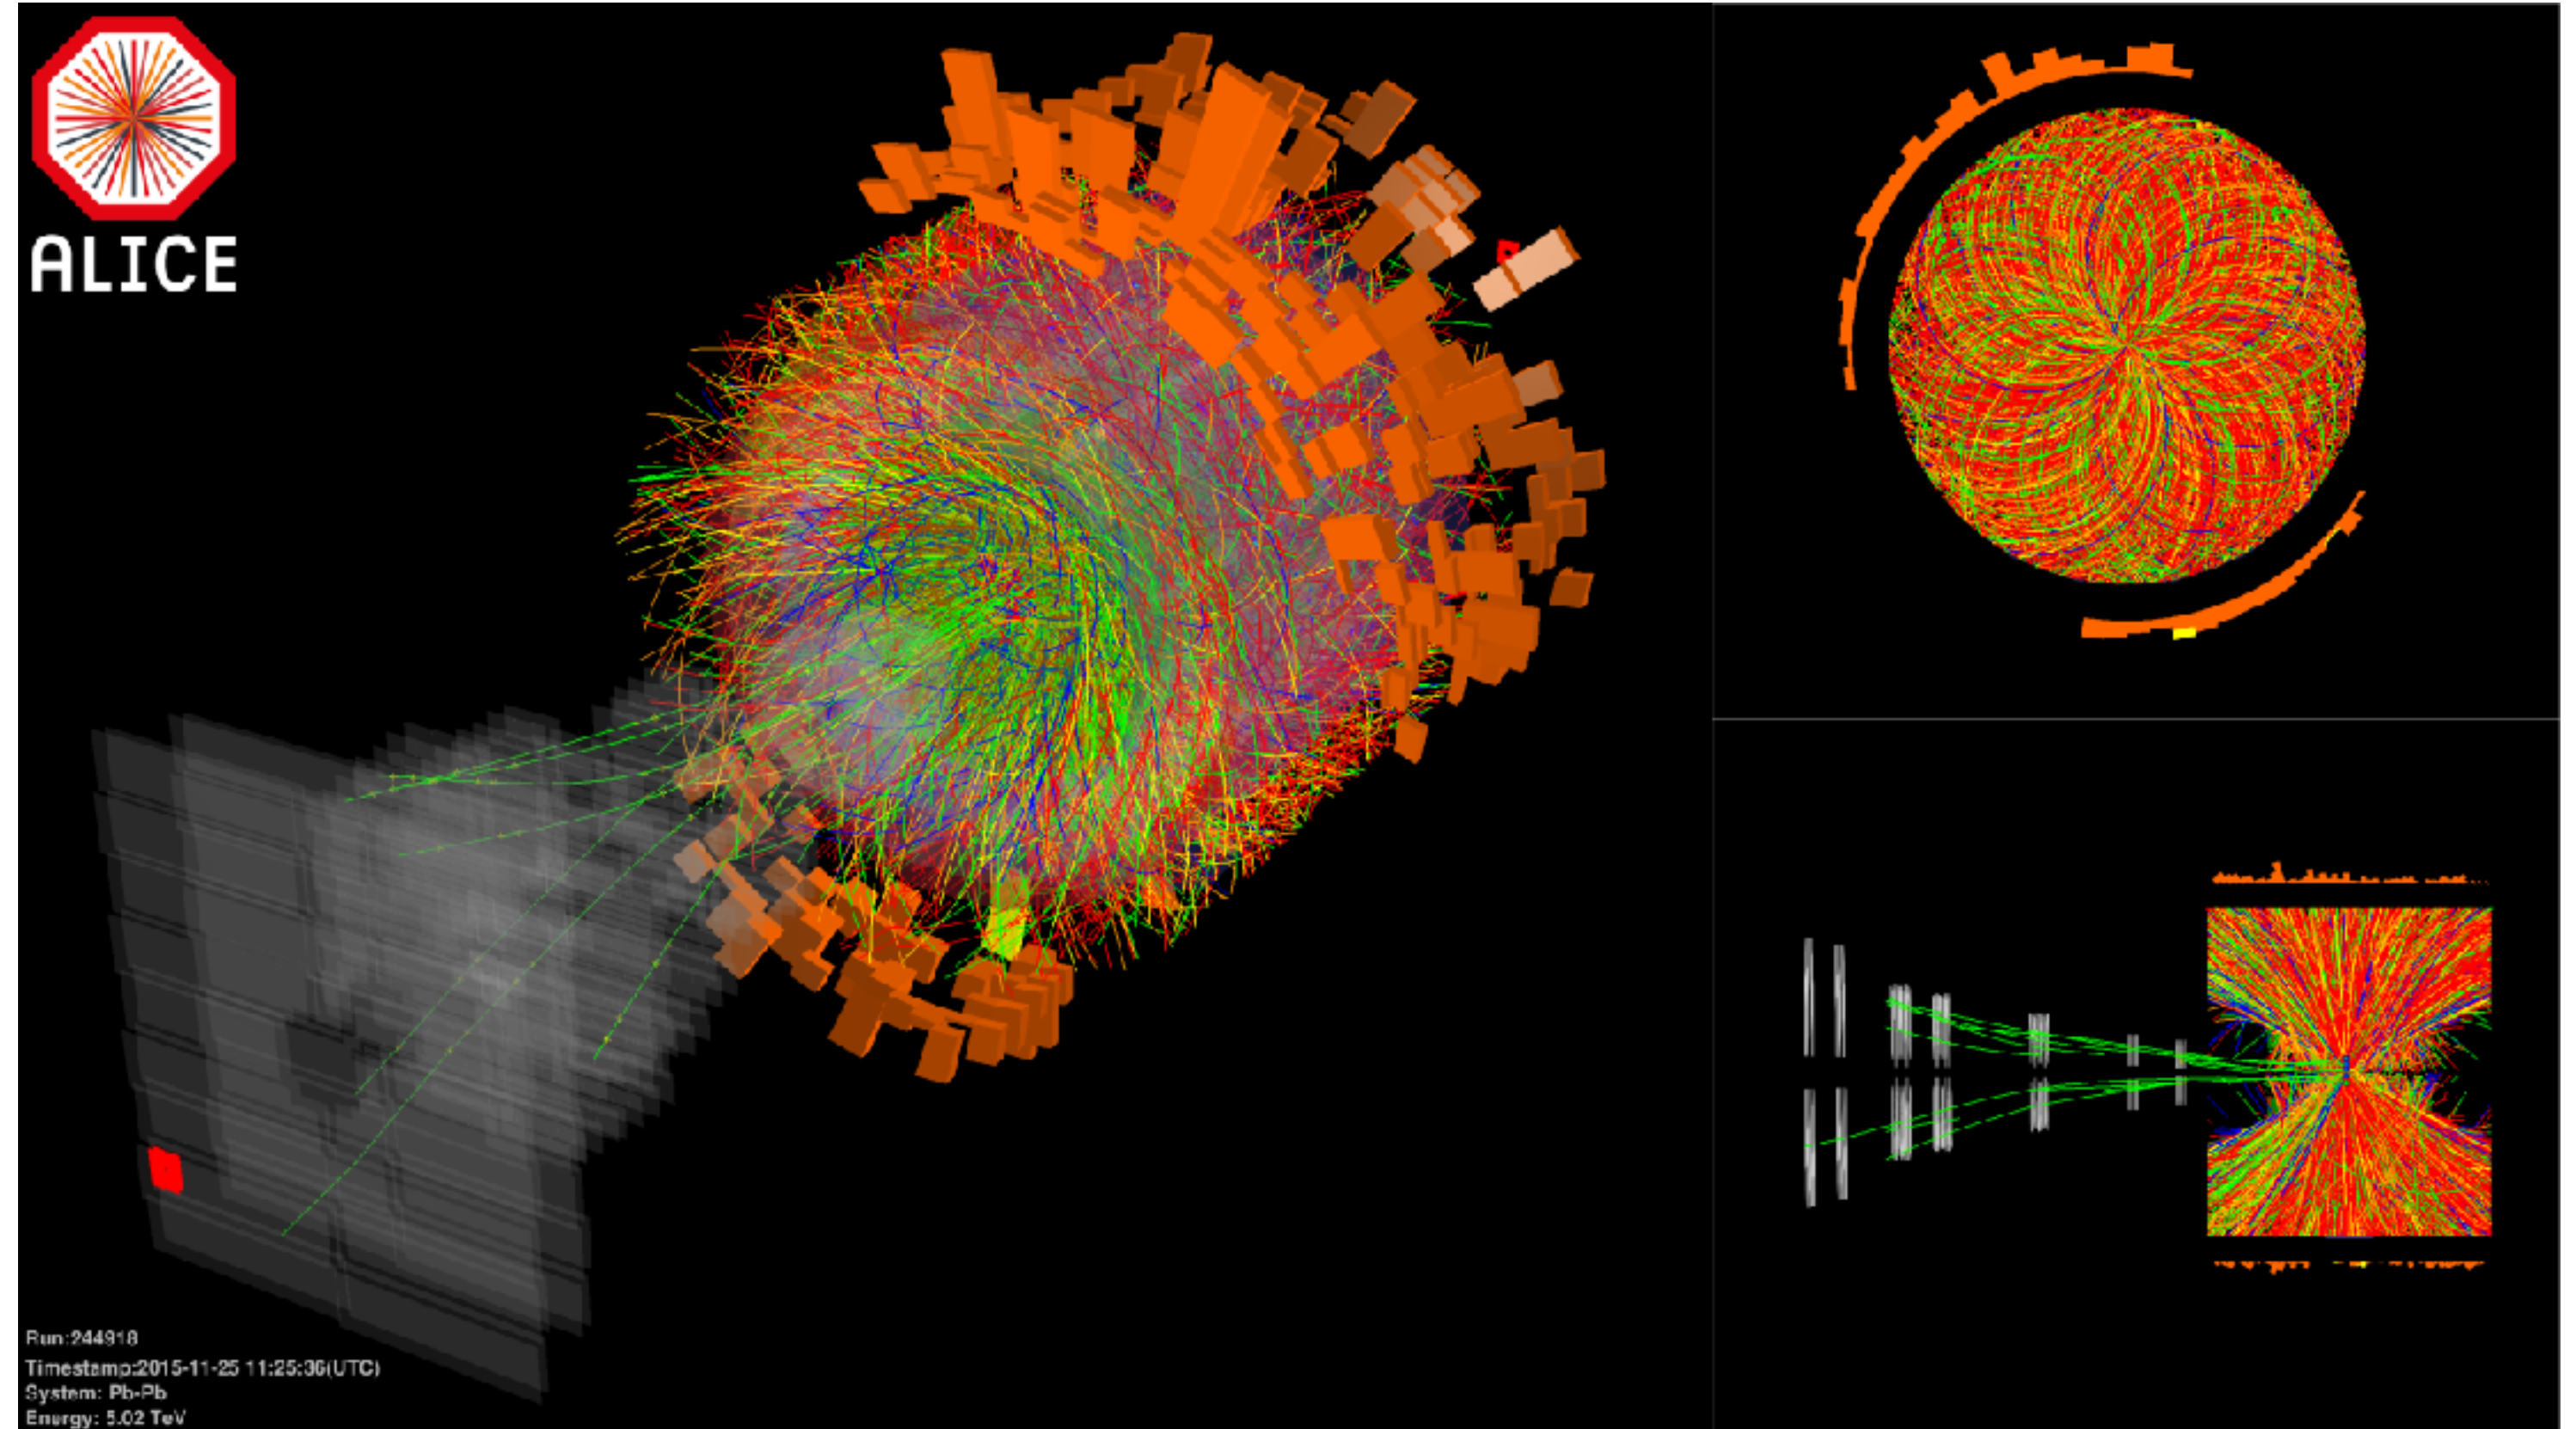 ALICE
Run:244918
Timestamp:2015-11-25 11:25:36(UTC)
System: Pb-Pb
Energy: 5.02 TeV